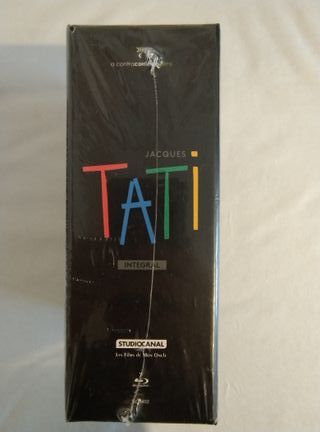 a contracorriente films
JACQUES
TATi
INTEGRAL
STUDIOCANAL
Les Films de Mon Oncle